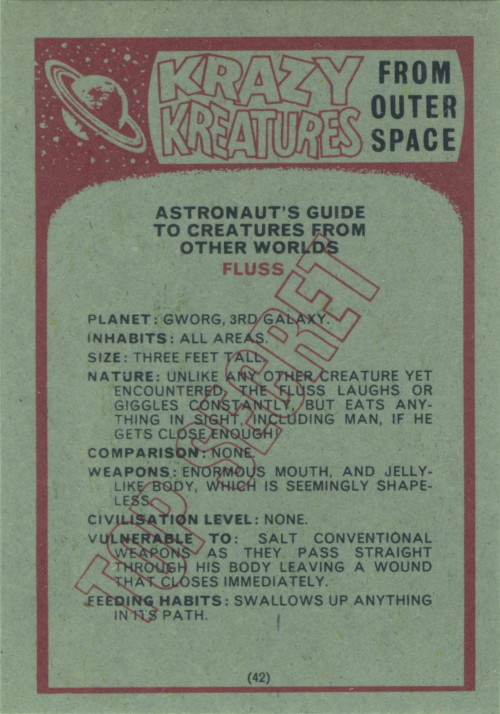 KRAZY
KREATURES
FROM
OUTER
SPACE
ASTRONAUT'S GUIDE
TO CREATURES FROM
OTHER WORLDS
FLUSS
TOP SECRET
PLANET: GWORG, 3RD GALAXY.
INHABITS: ALL AREAS.
SIZE: THREE FEET TALL.
NATURE: UNLIKE ANY OTHER CREATURE YET
ENCOUNTERED, THE FLUSS LAUGHS OR
GIGGLES CONSTANTLY, BUT EATS ANY-
THING IN SIGHT, INCLUDING MAN, IF HE
GETS CLOSE ENOUGH!
COMPARISON: NONE.
WEAPONS: ENORMOUS MOUTH, AND JELLY-
LIKE BODY, WHICH IS SEEMINGLY SHAPE-
LESS.
CIVILISATION LEVEL: NONE.
VULNERABLE TO: SALT CONVENTIONAL
WEAPONS AS THEY PASS STRAIGHT
THROUGH HIS BODY LEAVING A WOUND
THAT CLOSES IMMEDIATELY.
FEEDING HABITS: SWALLOWS UP ANYTHING
IN ITS PATH.
(42)